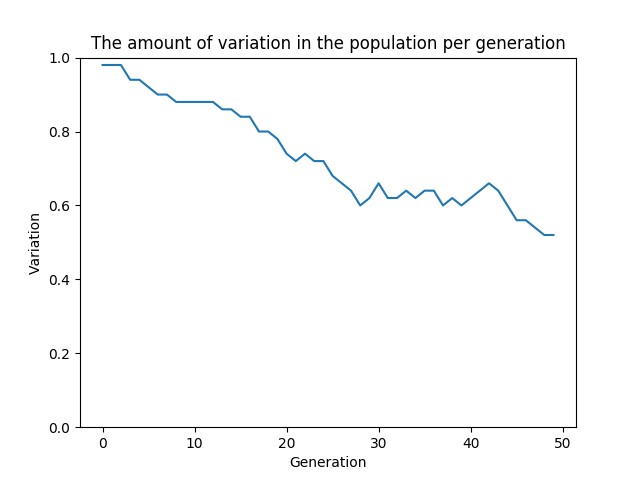 The amount of variation in the population per generation
1.0
0.8
0.6
0.4
0.2
0.0
Variation
0 10 20 30 40 50
Generation